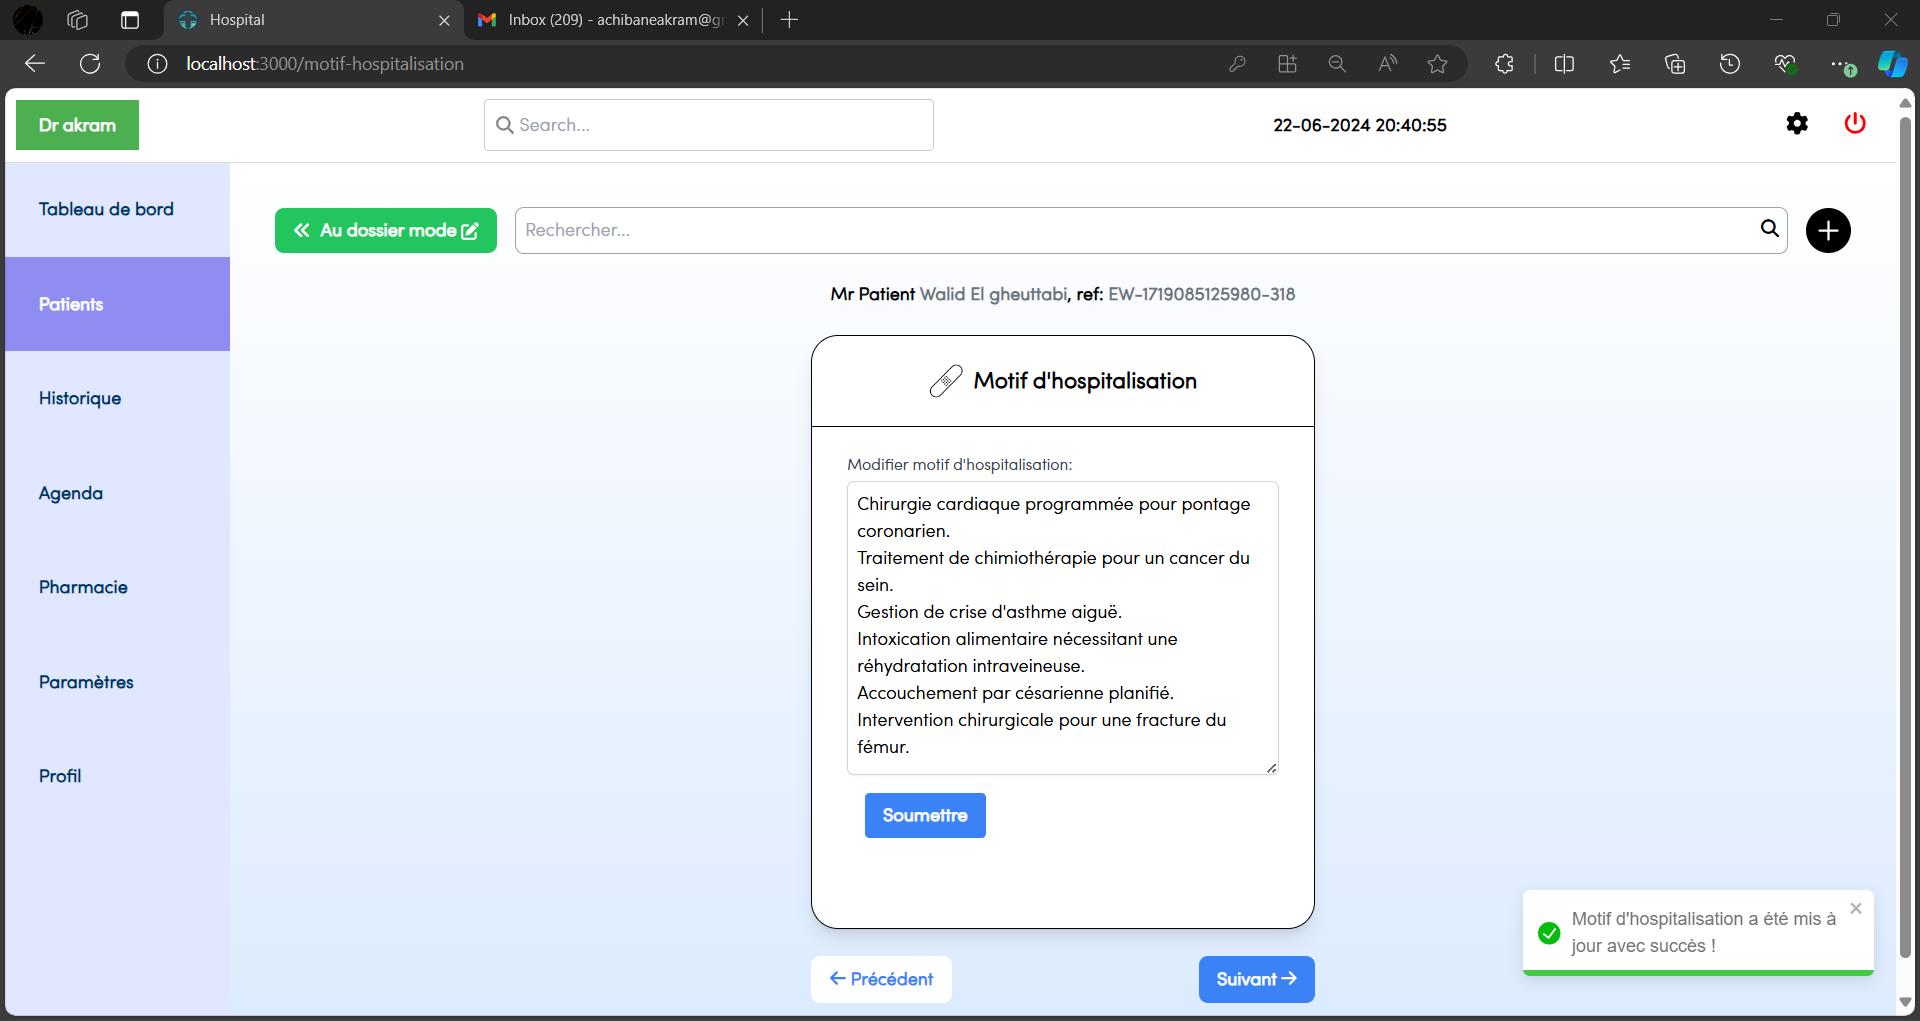 Hospital
Inbox (209) - achibaneakram@g
localhost:3000/motif-hospitalisation
Dr akram
Search...
22-06-2024 20:40:55
Tableau de bord
Patients
Historique
Agenda
Pharmacie
Paramètres
Profil
Au dossier mode
Rechercher...
Mr Patient Walid El gheuttabi, ref: EW-1719085125980-318
Motif d'hospitalisation
Modifier motif d'hospitalisation:
Chirurgie cardiaque programmée pour pontage
coronarien.
Traitement de chimiothérapie pour un cancer du
sein.
Gestion de crise d'asthme aiguë.
Intoxication alimentaire nécessitant une
réhydratation intraveineuse.
Accouchement par césarienne planifié.
Intervention chirurgicale pour une fracture du
fémur.
Soumettre
Précédent
Suivant
Motif d'hospitalisation a été mis à
jour avec succès !